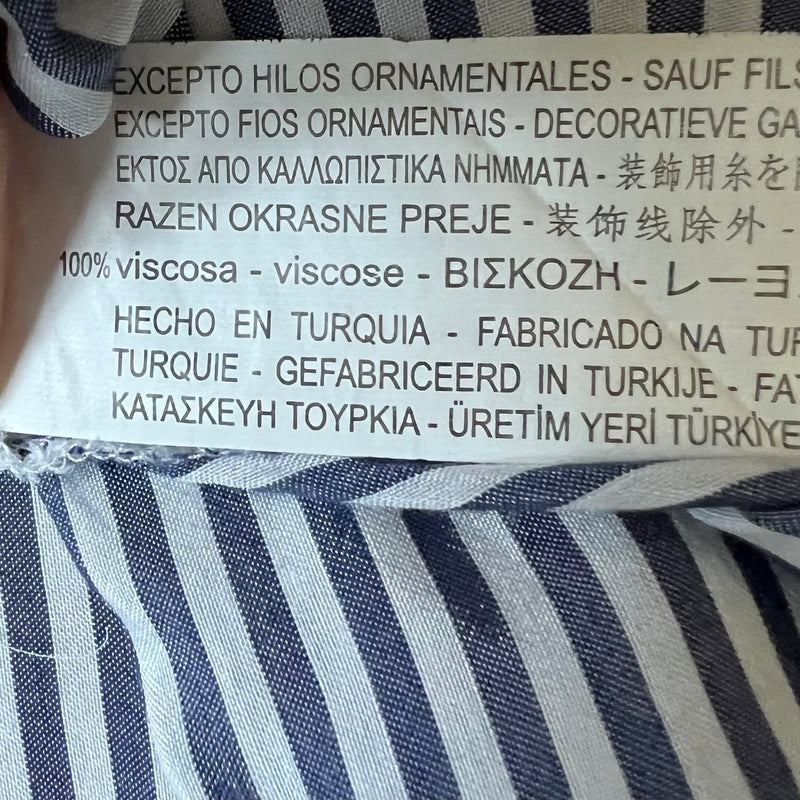 EXCEPTO HILOS ORNAMENTALES - SAUF FILS
EXCEPTO FIOS ORNAMENTAIS - DECORATIEVE GA
ΕΚΤΟΣ ΑΠΟ ΚΑΛΛΩΠΙΣΤΙΚΑ ΝΗΜΜΑΤΑ - 装飾用糸を
RAZEN OKRASNE PREJE - 装饰线除外 -
100% viscosa - viscose - ΒΙΣΚΟΖΗ - レーヨ
HECHO EN TURQUIA - FABRICADO NA TUR
TURQUIE - GEFABRICEERD IN TURKIJE - FA
ΚΑΤΑΣΚΕΥΗ ΤΟΥΡΚΙΑ - ÜRETİM YERİ TÜRKİYE